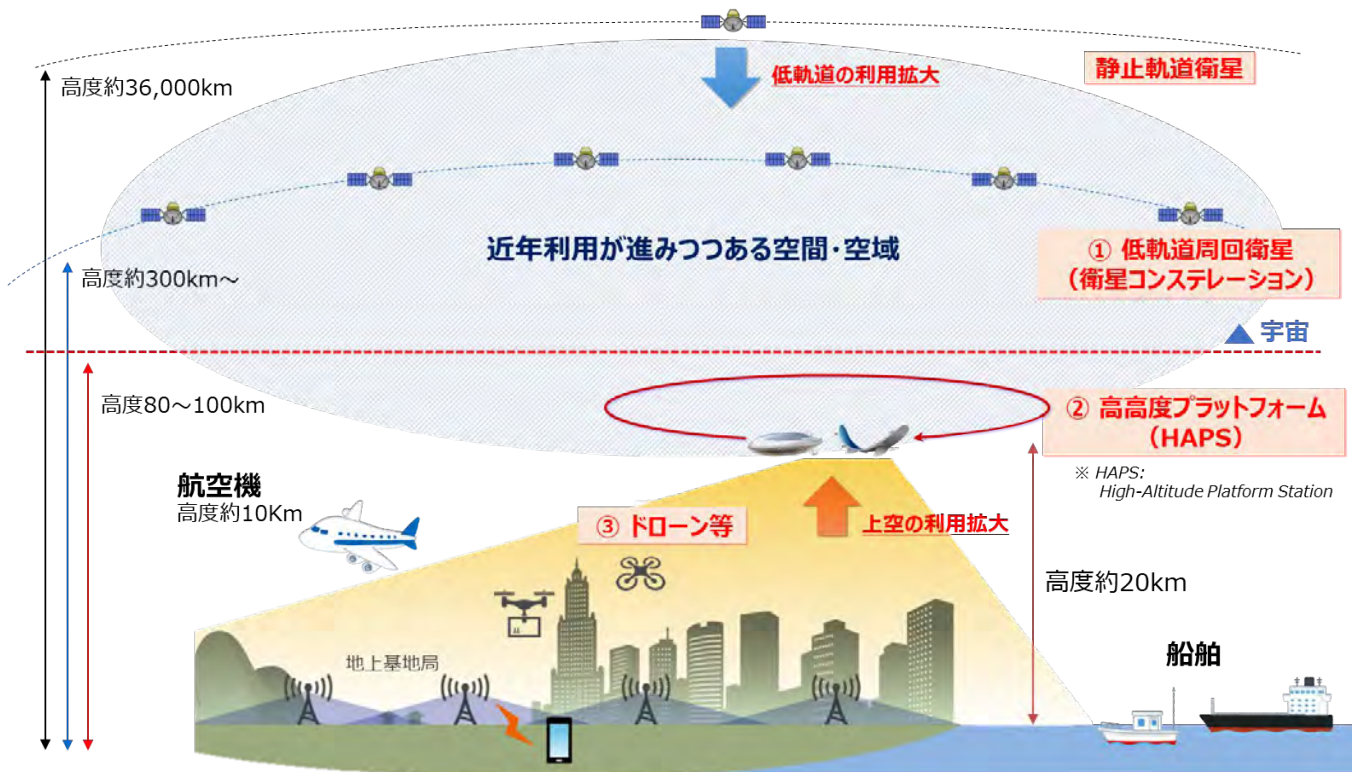 静止軌道衛星
低軌道の利用拡大
高度約36,000km
近年利用が進みつつある空間・空域
① 低軌道周回衛星
（衛星コンステレーション）
高度約300km～
宇宙
高度80～100km
② 高高度プラットフォーム
（HAPS）
※ HAPS:
High-Altitude Platform Station
航空機
高度約10Km
③ ドローン等
上空の利用拡大
高度約20km
地上基地局
船舶